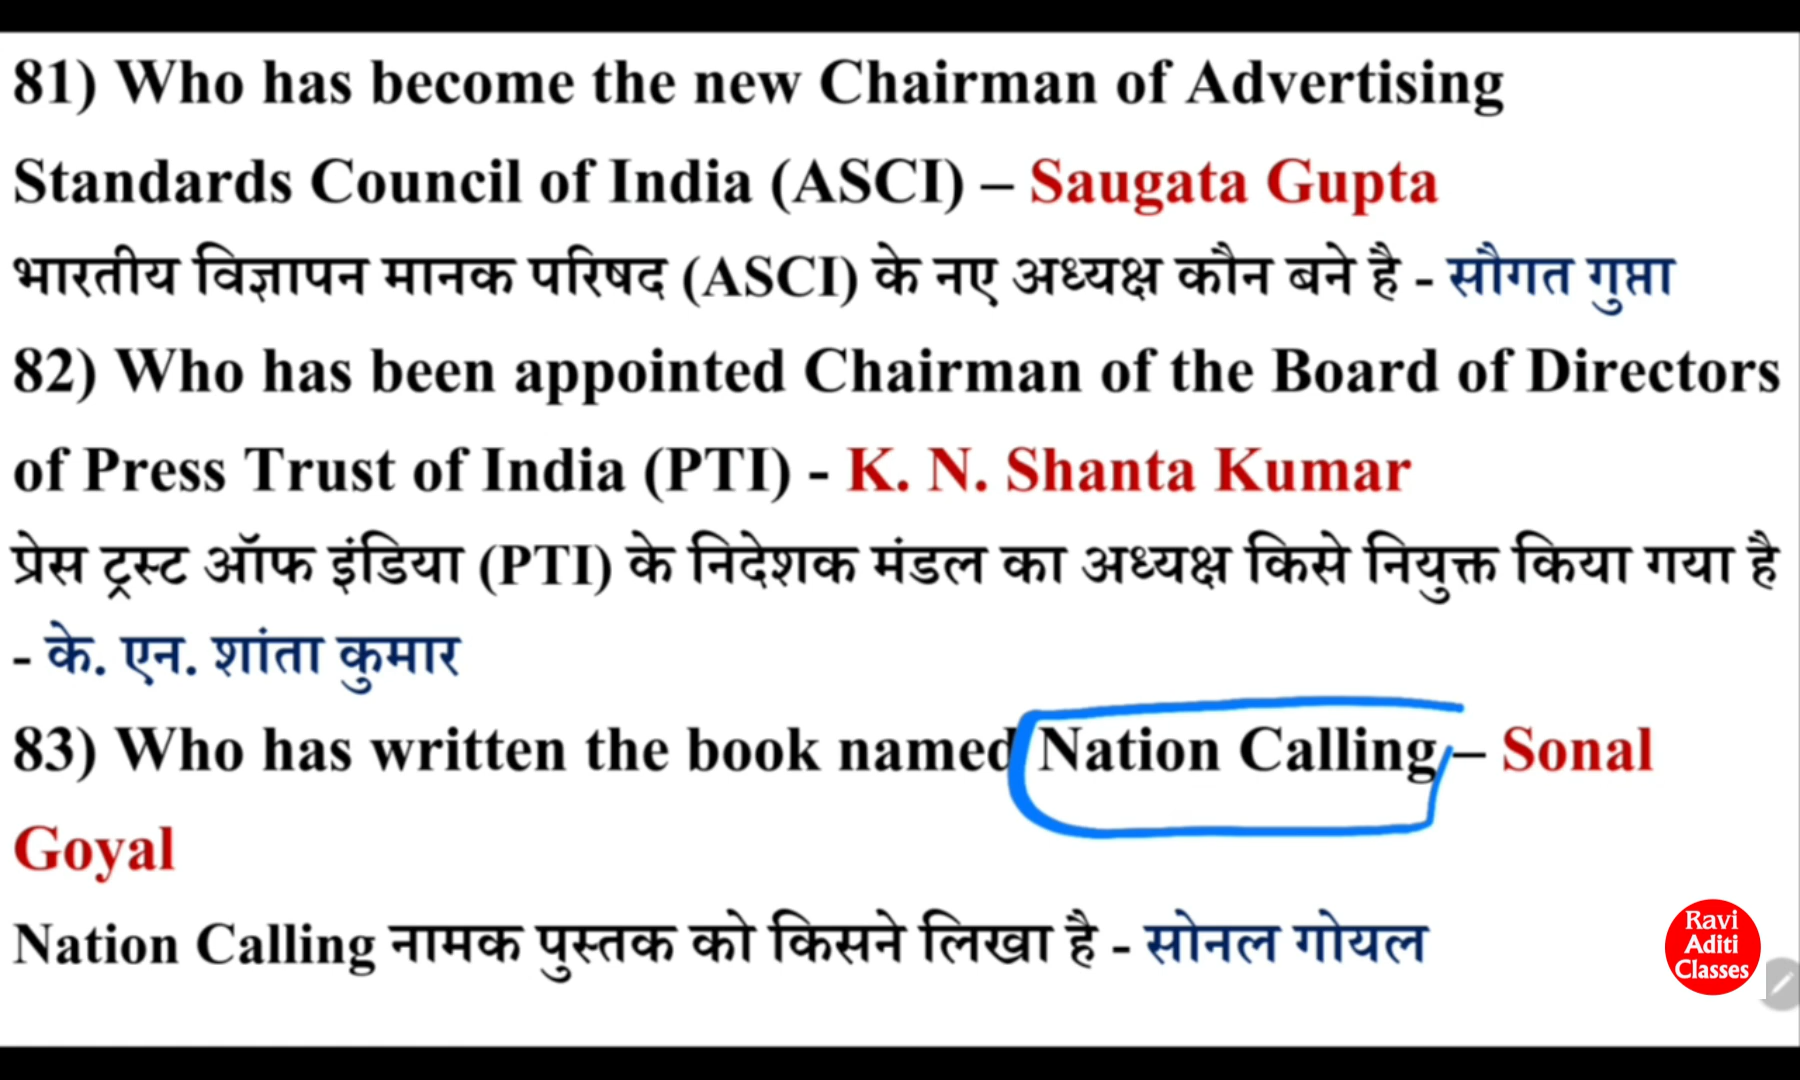 81) Who has become the new Chairman of Advertising
Standards Council of India (ASCI) – Saugata Gupta
भारतीय विज्ञापन मानक परिषद (ASCI) के नए अध्यक्ष कौन बने है - सौगत गुप्ता
82) Who has been appointed Chairman of the Board of Directors
of Press Trust of India (PTI) - K. N. Shanta Kumar
प्रेस ट्रस्ट ऑफ इंडिया (PTI) के निदेशक मंडल का अध्यक्ष किसे नियुक्त किया गया है
- के. एन. शांता कुमार
83) Who has written the book named Nation Calling – Sonal
Goyal
Nation Calling नामक पुस्तक को किसने लिखा है - सोनल गोयल
Ravi
Aditi
Classes